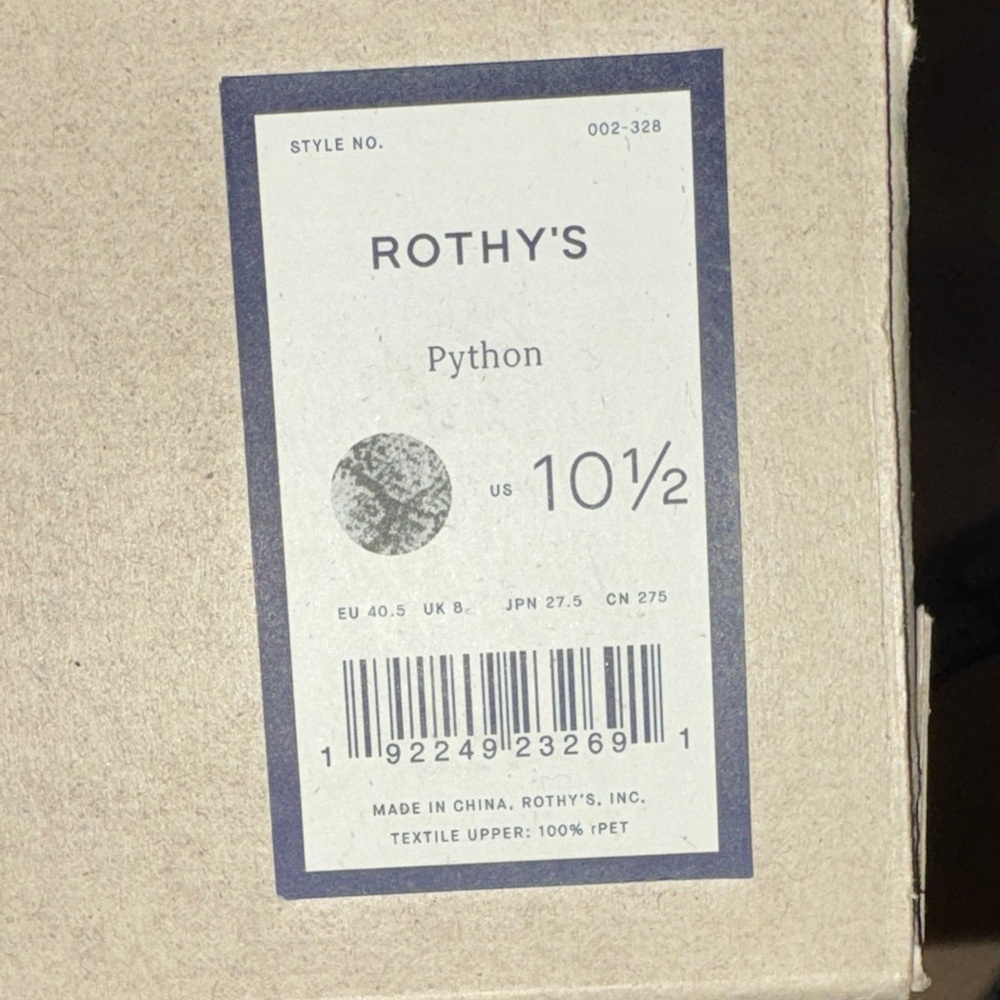 STYLE NO. 002-328
ROTHY'S
Python
US 10½
EU 40.5 UK 8 JPN 27.5 CN 275
1 92249 23269 1
MADE IN CHINA. ROTHY'S, INC.
TEXTILE UPPER: 100% rPET